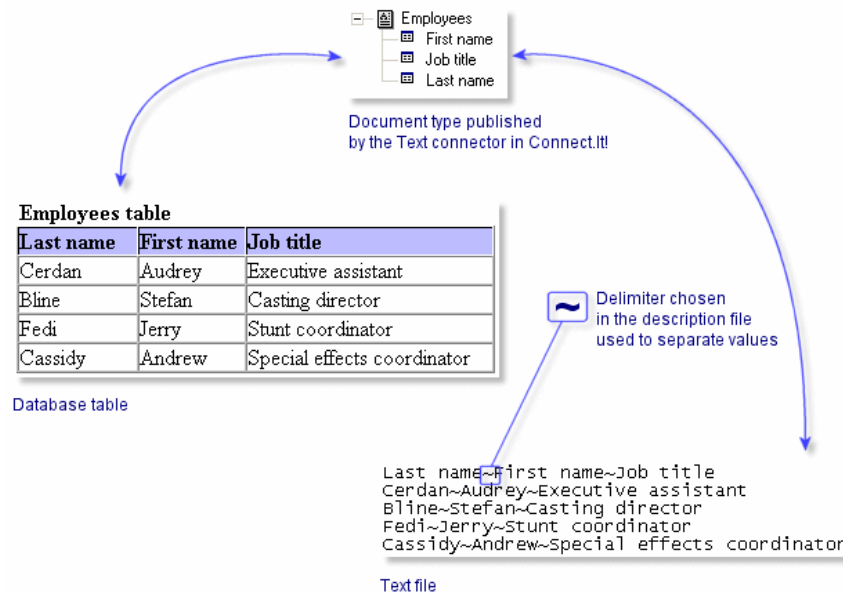 Employees
First name
Job title
Last name
Document type published
by the Text connector in Connect.It!
Employees table
Last name First name Job title
Cerdan Audrey Executive assistant
Bline Stefan Casting director
Fedi Jerry Stunt coordinator
Cassidy Andrew Special effects coordinator
Database table
~
Delimiter chosen
in the description file
used to separate values
Last name~First name~Job title
Cerdan~Audrey~Executive assistant
Bline~Stefan~Casting director
Fedi~Jerry~Stunt coordinator
Cassidy~Andrew~Special effects coordinator
Text file